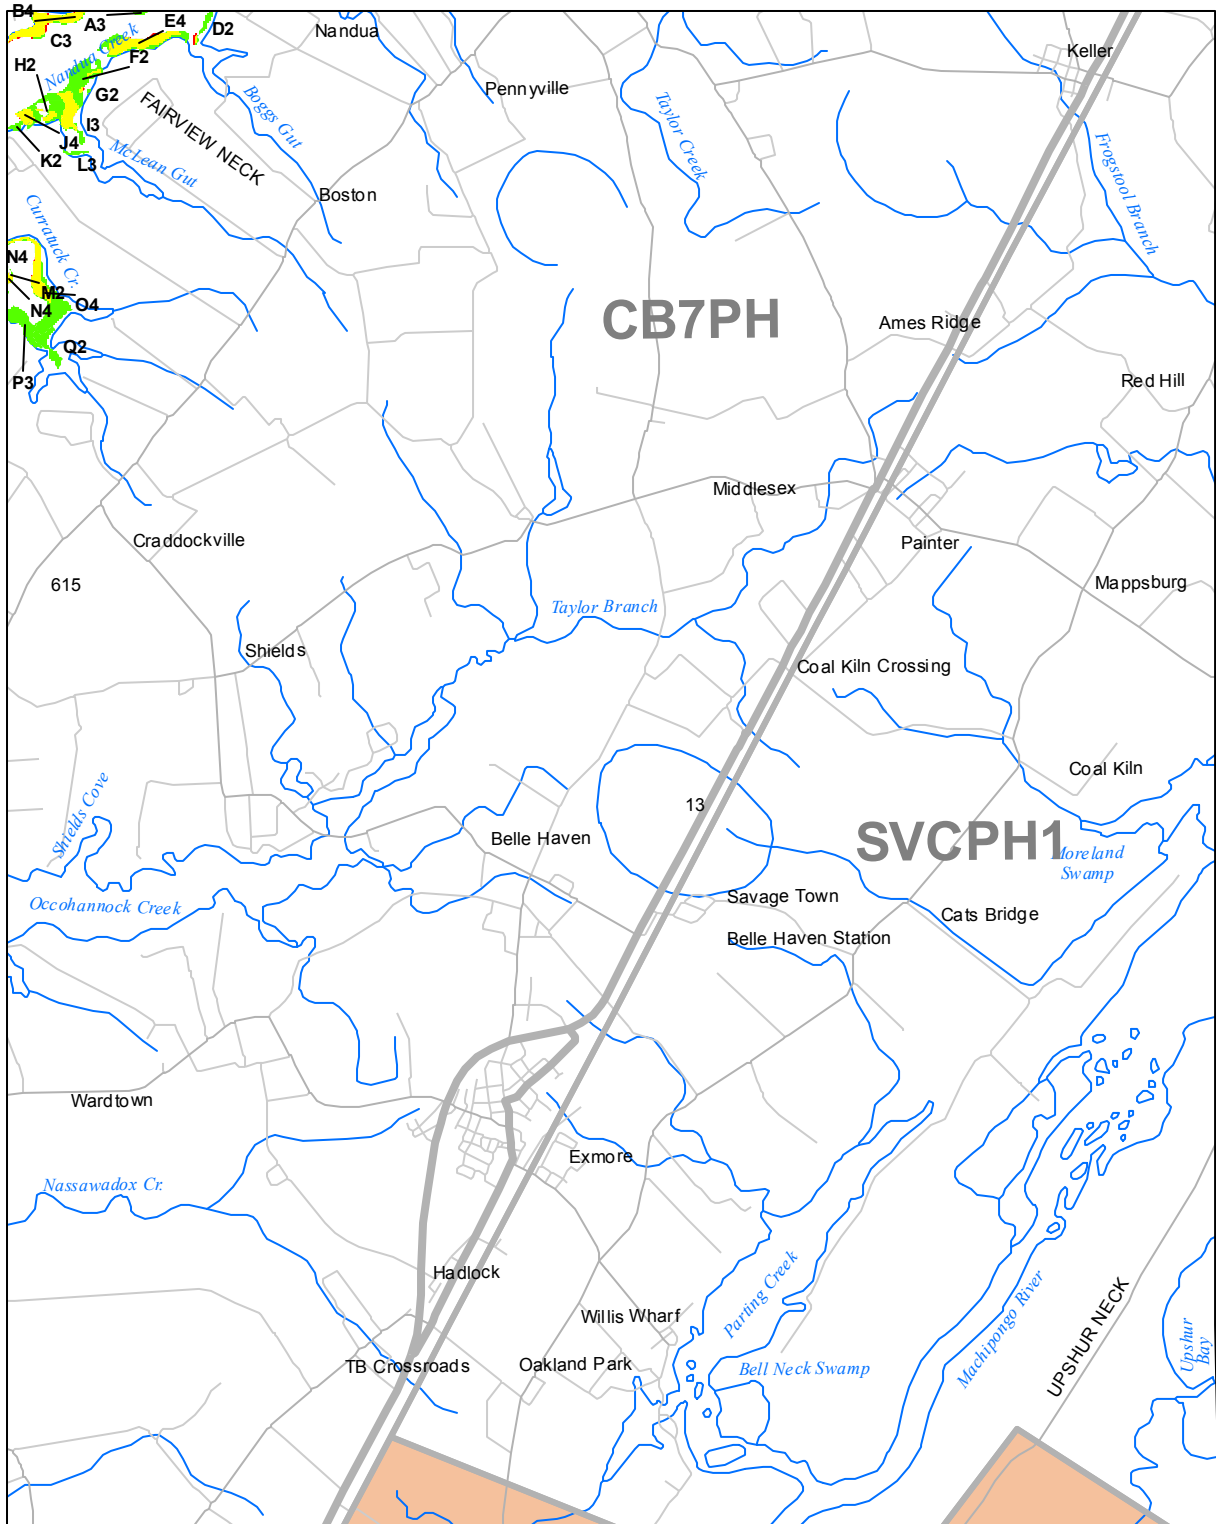 B4
A3
E4
D2
C3
Nandua
Keller
Nandua Creek
F2
H2
G2
Pennyville
Boggs Gut
Taylor Creek
FAIRVIEW NECK
I3
J4
K2
L3
McLean Gut
Frogstool Branch
Boston
Curratuck Cr.
N4
M2
O4
N4
CB7PH
Ames Ridge
Q2
P3
Red Hill
Middlesex
Craddockville
Painter
615
Mappsburg
Taylor Branch
Shields
Coal Kiln Crossing
Coal Kiln
13
Shields Cove
Belle Haven
SVCPH1
Moreland
Swamp
Savage Town
Occohannock Creek
Cats Bridge
Belle Haven Station
Wardtown
Exmore
Nassawadox Cr.
Hadlock
Parting Creek
Machipongo River
Willis Wharf
UPSHUR NECK
Upshur
Bay
TB Crossroads
Oakland Park
Bell Neck Swamp